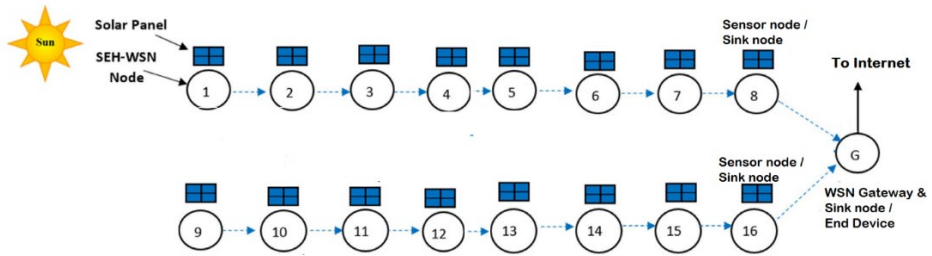 Sun
Solar Panel
SEH-WSN
Node
Sensor node /
Sink node
1
2
3
4
5
6
7
8
To Internet
G
WSN Gateway &
Sink node /
End Device
Sensor node /
Sink node
9
10
11
12
13
14
15
16